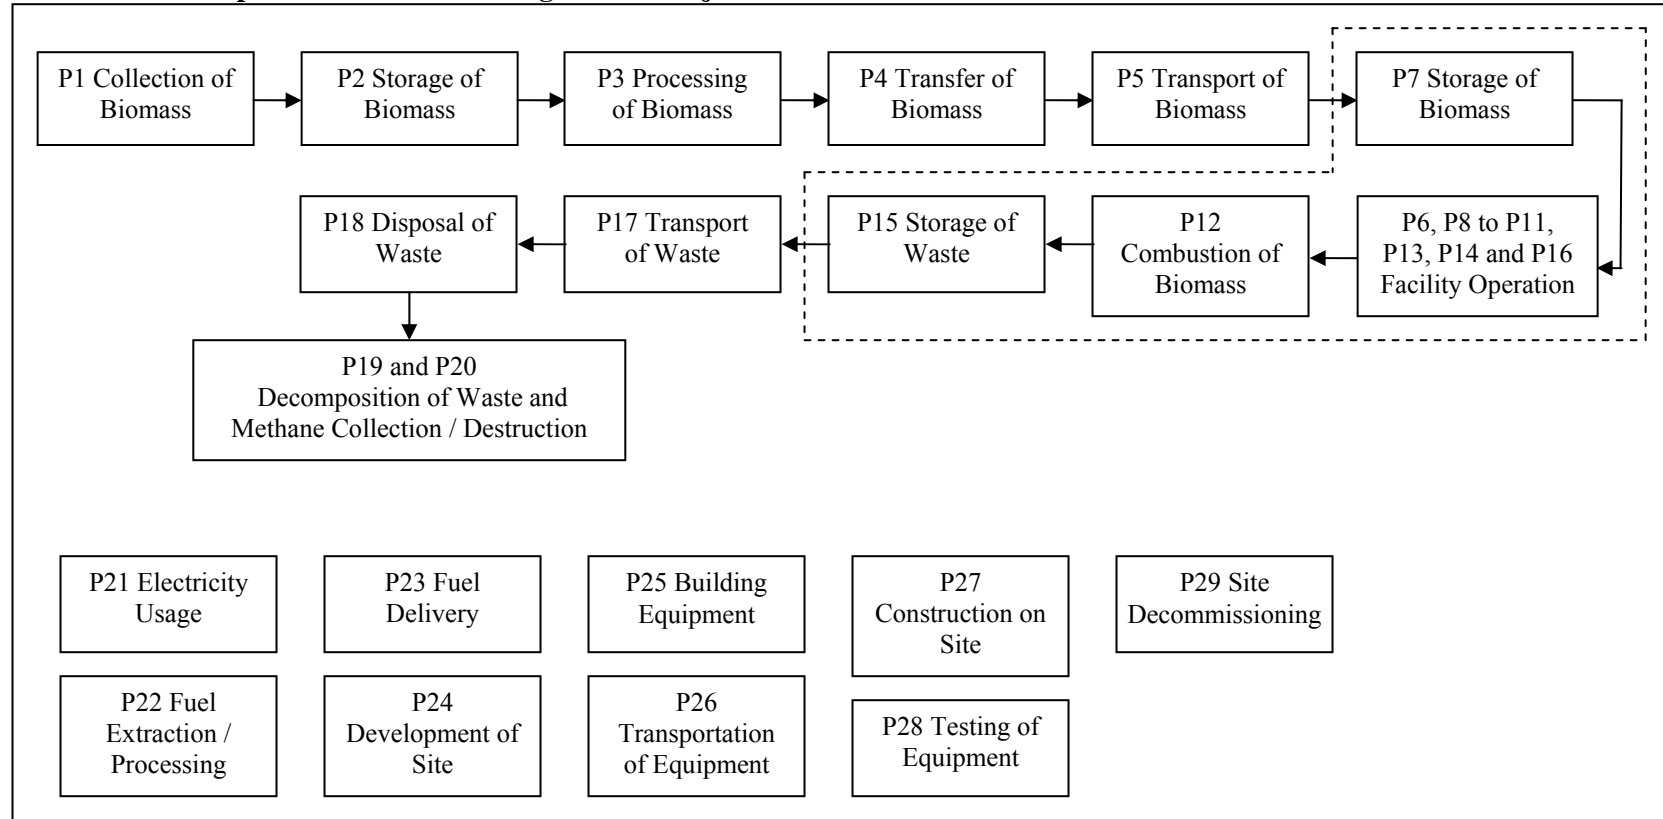 P1 Collection of
Biomass
P2 Storage of
Biomass
P3 Processing
of Biomass
P4 Transfer of
Biomass
P5 Transport of
Biomass
P7 Storage of
Biomass
P18 Disposal of
Waste
P17 Transport
of Waste
P15 Storage of
Waste
P12
Combustion of
Biomass
P6, P8 to P11,
P13, P14 and P16
Facility Operation
P19 and P20
Decomposition of Waste and
Methane Collection / Destruction
P21 Electricity
Usage
P23 Fuel
Delivery
P25 Building
Equipment
P27
Construction on
Site
P29 Site
Decommissioning
P22 Fuel
Extraction /
Processing
P24
Development of
Site
P26
Transportation
of Equipment
P28 Testing of
Equipment